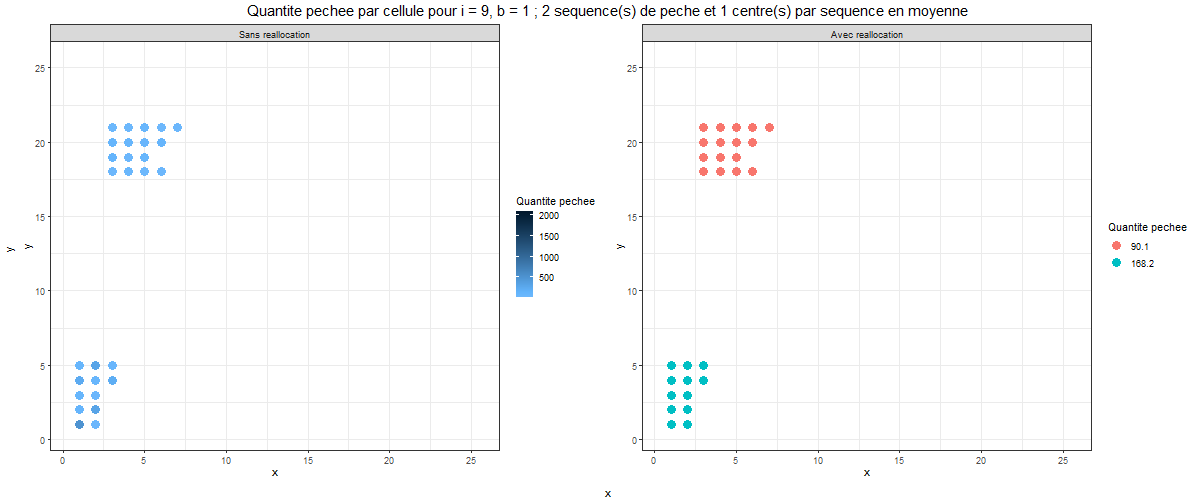 Quantite pechee par cellule pour i = 9, b = 1 ; 2 sequence(s) de peche et 1 centre(s) par sequence en moyenne
Sans reallocation
25
20
15
10
5
0
y
y
0 5 10 15 20 25
x
Quantite pechee
2000
1500
1000
500
Avec reallocation
25
20
15
10
5
0
y
0 5 10 15 20 25
x
Quantite pechee
90.1
168.2
x